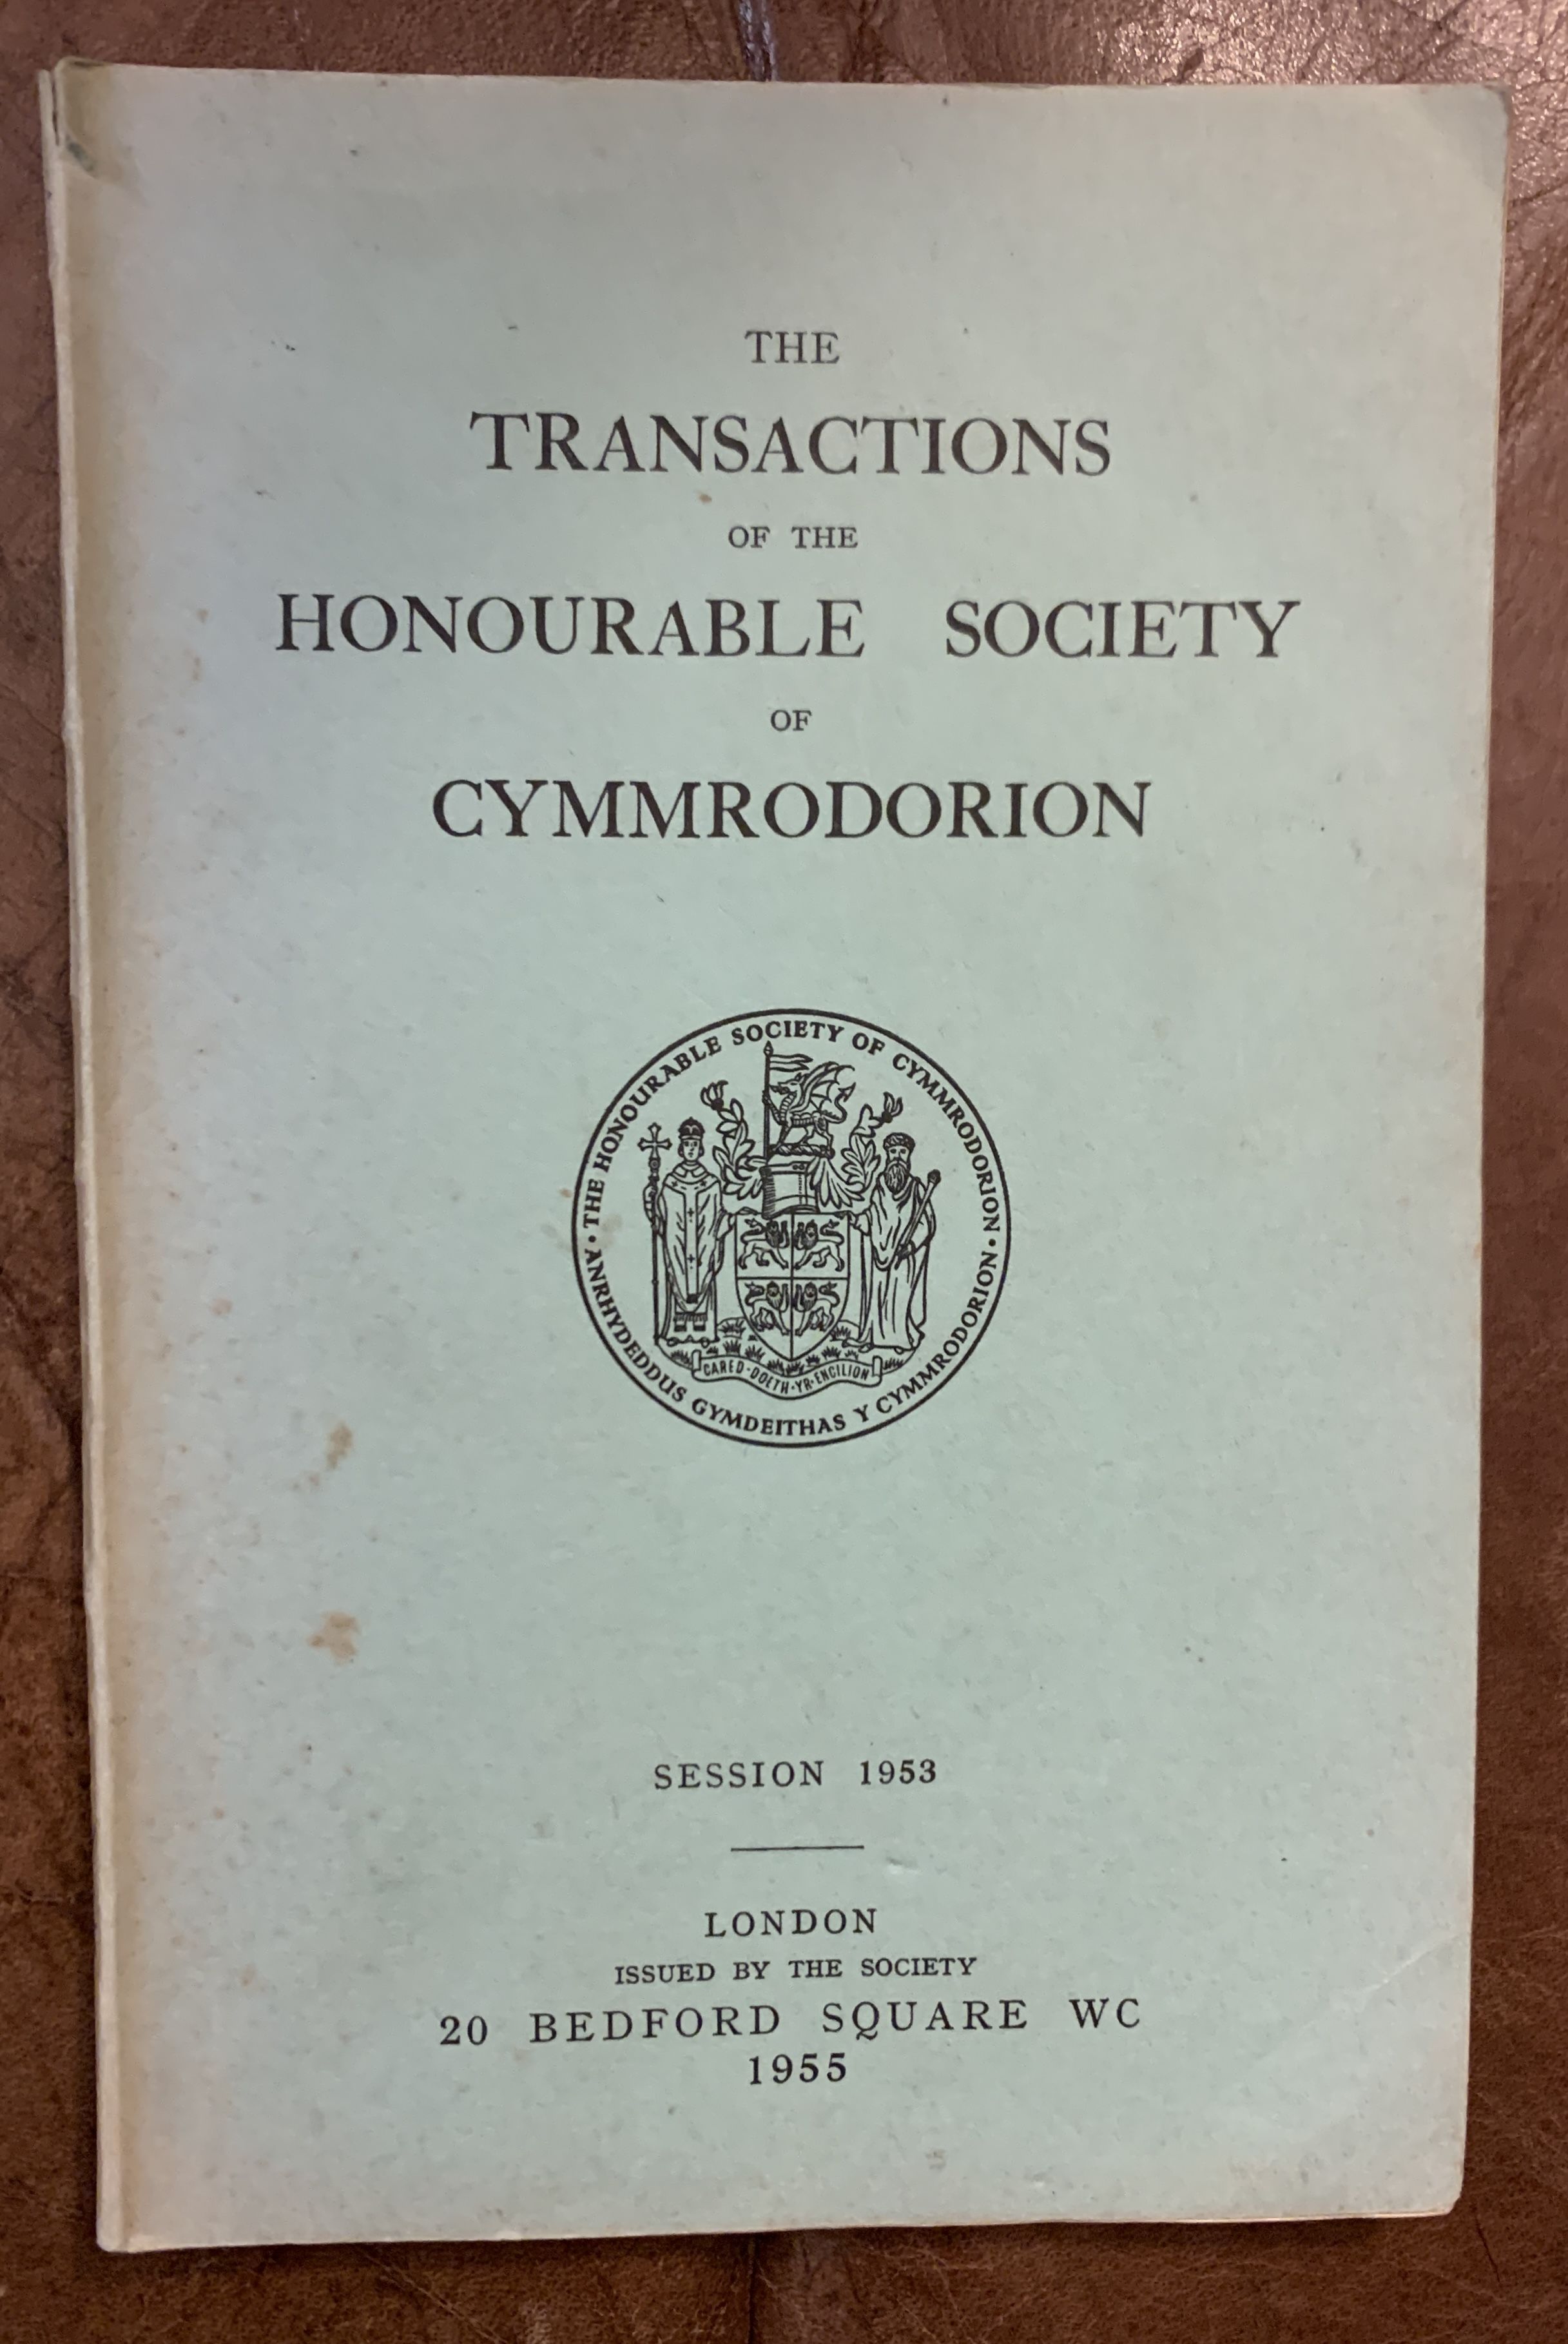 THE
TRANSACTIONS
OF THE
HONOURABLE SOCIETY
OF
CYMMRODORION
· THE HONOURABLE SOCIETY OF CYMMRODORION ·
ANRHYDEDDUS GYMDEITHAS Y CYMMRODORION
CARED·DOETH·YR·ENCILION
SESSION 1953
LONDON
ISSUED BY THE SOCIETY
20 BEDFORD SQUARE WC
1955